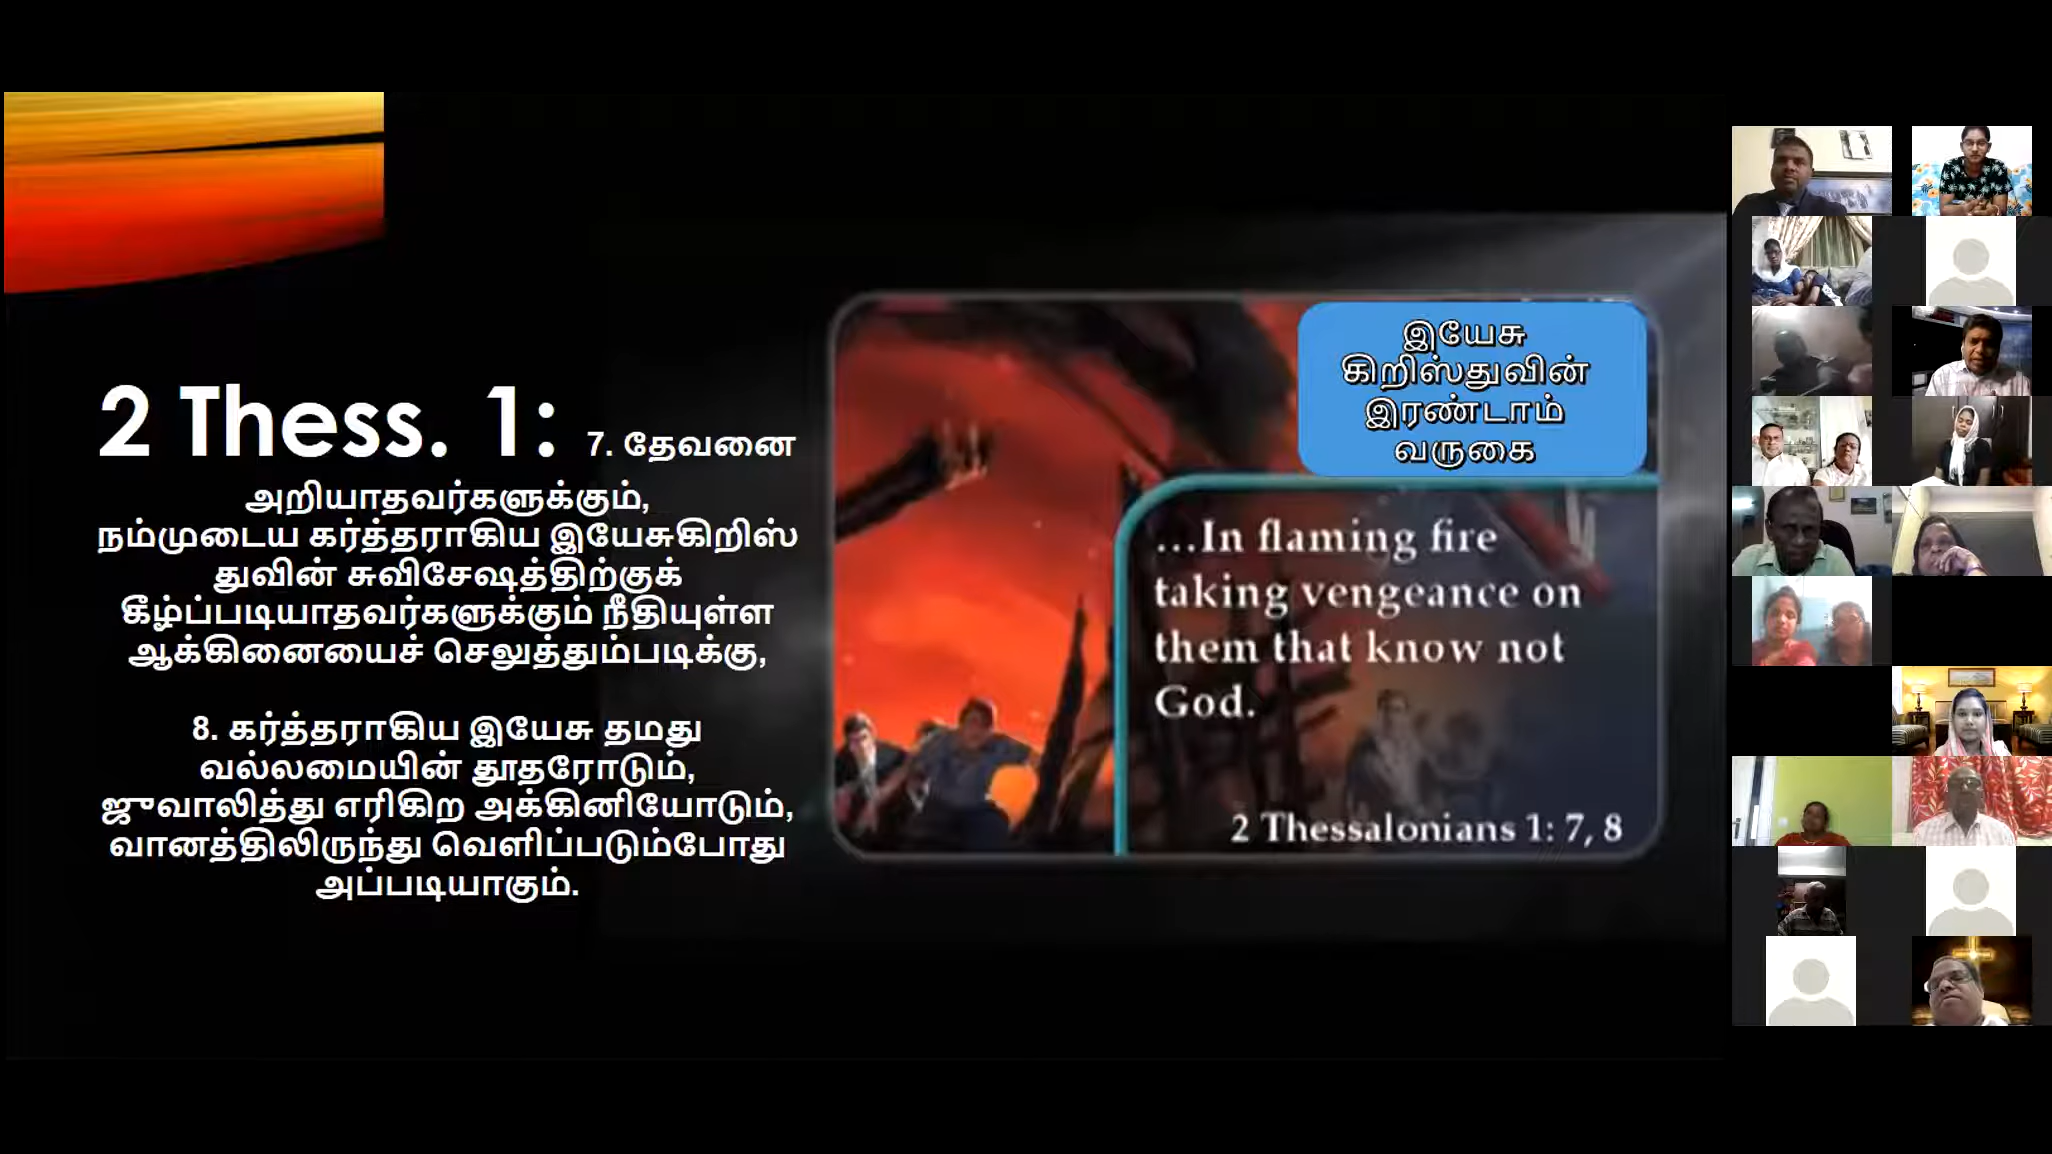 2 Thess. 1: 7. தேவனை
அறியாதவர்களுக்கும்,
நம்முடைய கர்த்தராகிய இயேசுகிறிஸ்
துவின் சுவிசேஷத்திற்குக்
கீழ்ப்படியாதவர்களுக்கும் நீதியுள்ள
ஆக்கினையைச் செலுத்தும்படிக்கு,
8. கர்த்தராகிய இயேசு தமது
வல்லமையின் தூதரோடும்,
ஜுவாலித்து எரிகிற அக்கினியோடும்,
வானத்திலிருந்து வெளிப்படும்போது
அப்படியாகும்.
இயேசு
கிறிஸ்துவின்
இரண்டாம்
வருகை
...In flaming fire
taking vengeance on
them that know not
God.
2 Thessalonians 1: 7, 8